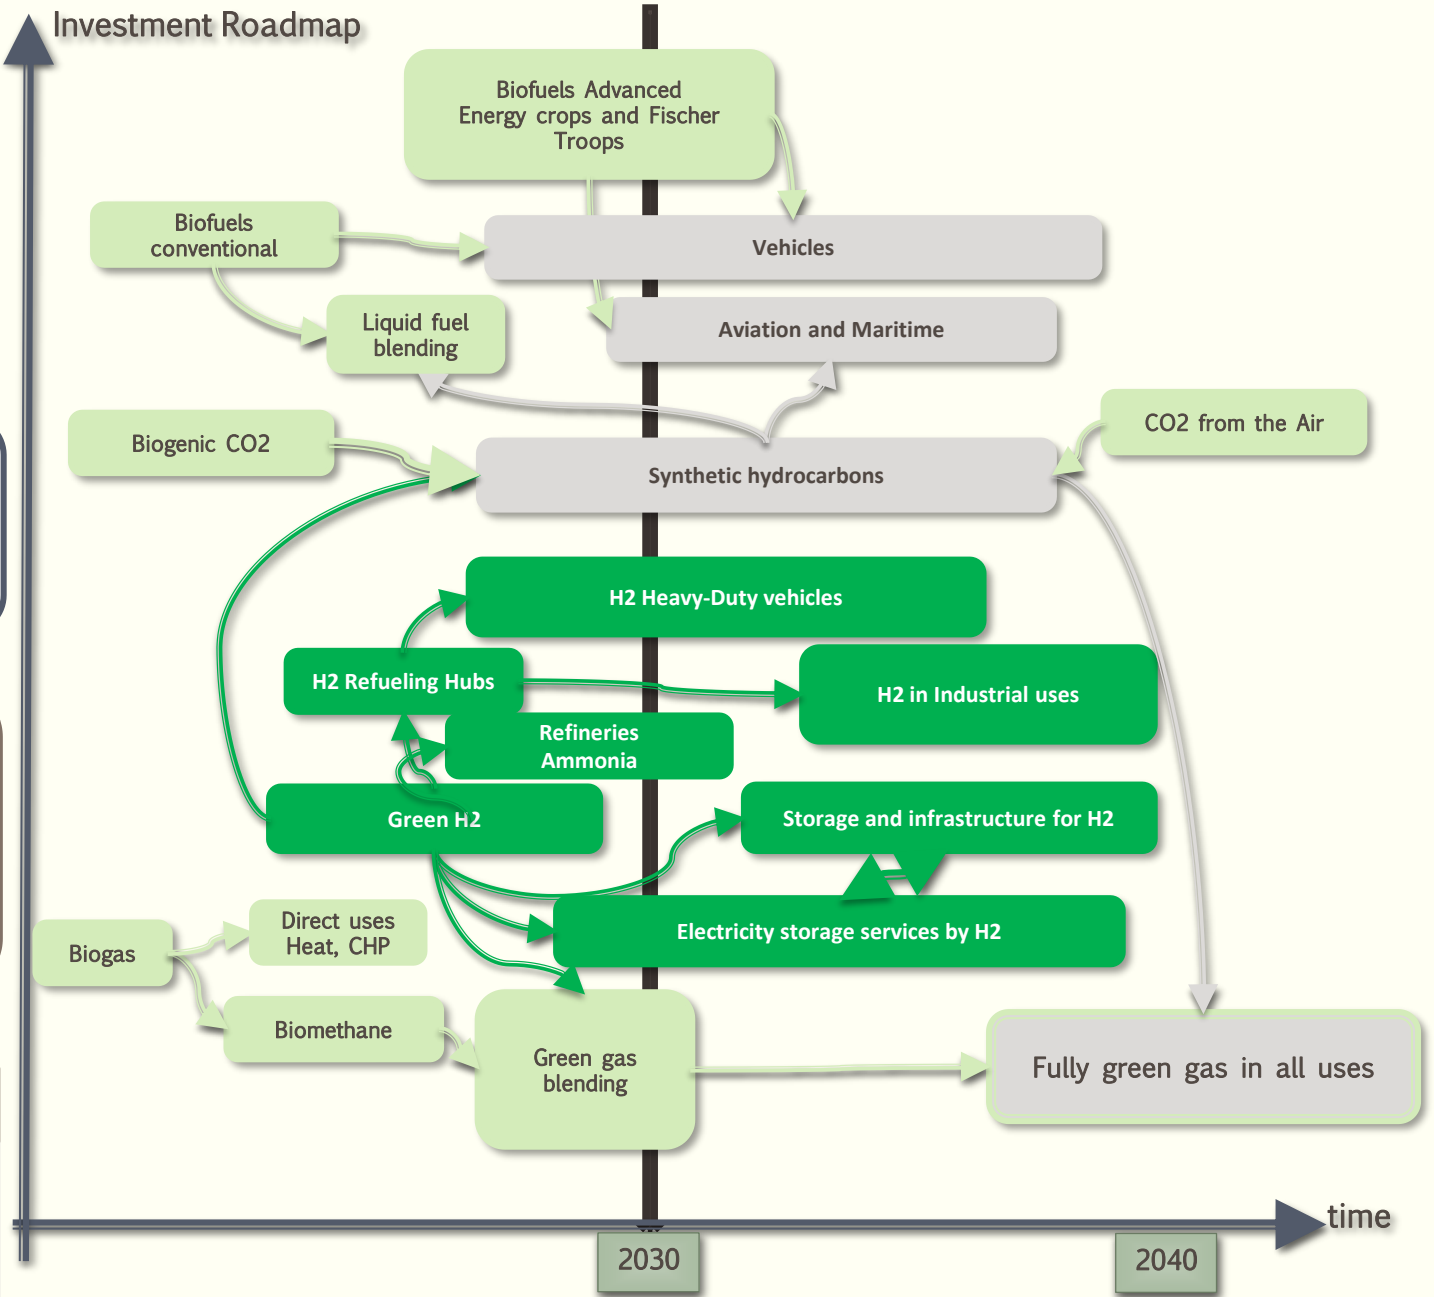 Investment Roadmap
Biofuels Advanced
Energy crops and Fischer
Troops
Biofuels
conventional
Vehicles
Liquid fuel
blending
Aviation and Maritime
Biogenic CO2
CO2 from the Air
Synthetic hydrocarbons
H2 Heavy-Duty vehicles
H2 Refueling Hubs
H2 in Industrial uses
Refineries
Ammonia
Green H2
Storage and infrastructure for H2
Direct uses
Heat, CHP
Biogas
Electricity storage services by H2
Biomethane
Green gas
blending
Fully green gas in all uses
time
2030
2040